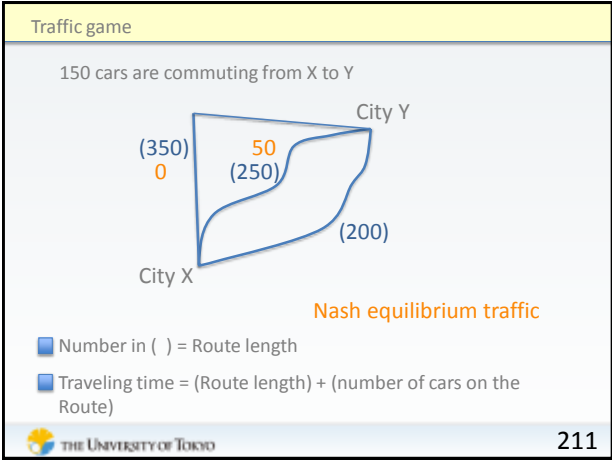 Traffic game
150 cars are commuting from X to Y
City Y
(350)
0
50
(250)
(200)
City X
Nash equilibrium traffic
Number in ( ) = Route length
Traveling time = (Route length) + (number of cars on the
Route)
THE UNIVERSITY OF TOKYO
211